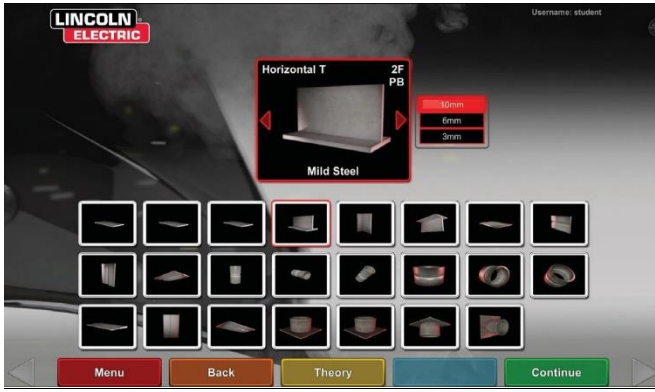 LINCOLN
ELECTRIC
Username: student
Horizontal T
2F
PB
10mm
6mm
3mm
Mild Steel
Menu
Back
Theory
Continue